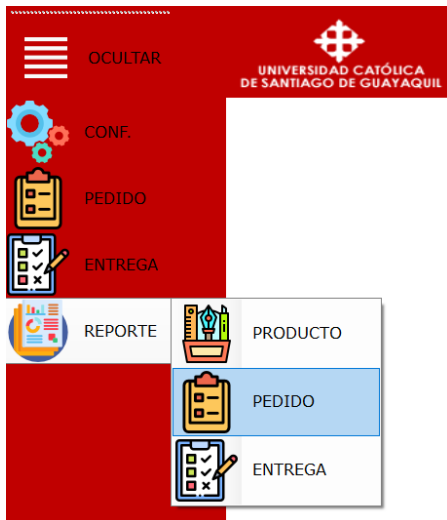 OCULTAR
UNIVERSIDAD CATÓLICA
DE SANTIAGO DE GUAYAQUIL
CONF.
PEDIDO
ENTREGA
REPORTE
PRODUCTO
PEDIDO
ENTREGA